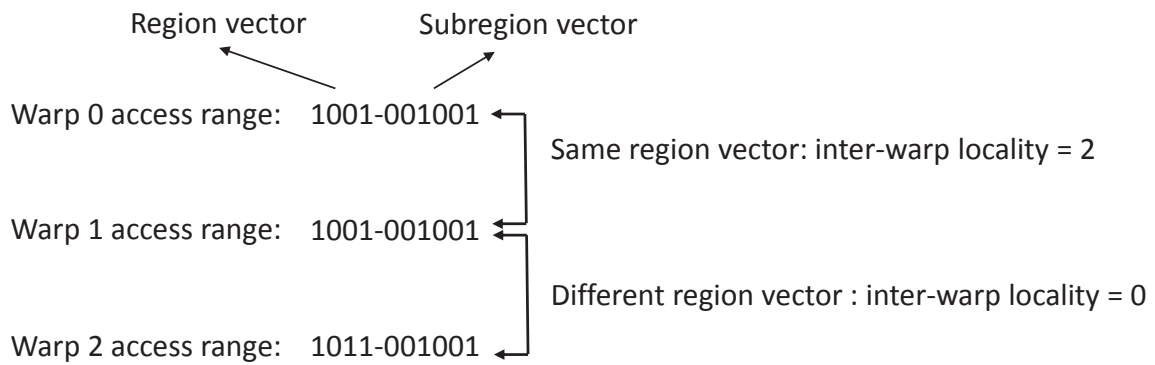 Region vector
Subregion vector
Warp 0 access range: 1001-001001
Same region vector: inter-warp locality = 2
Warp 1 access range: 1001-001001
Different region vector : inter-warp locality = 0
Warp 2 access range: 1011-001001